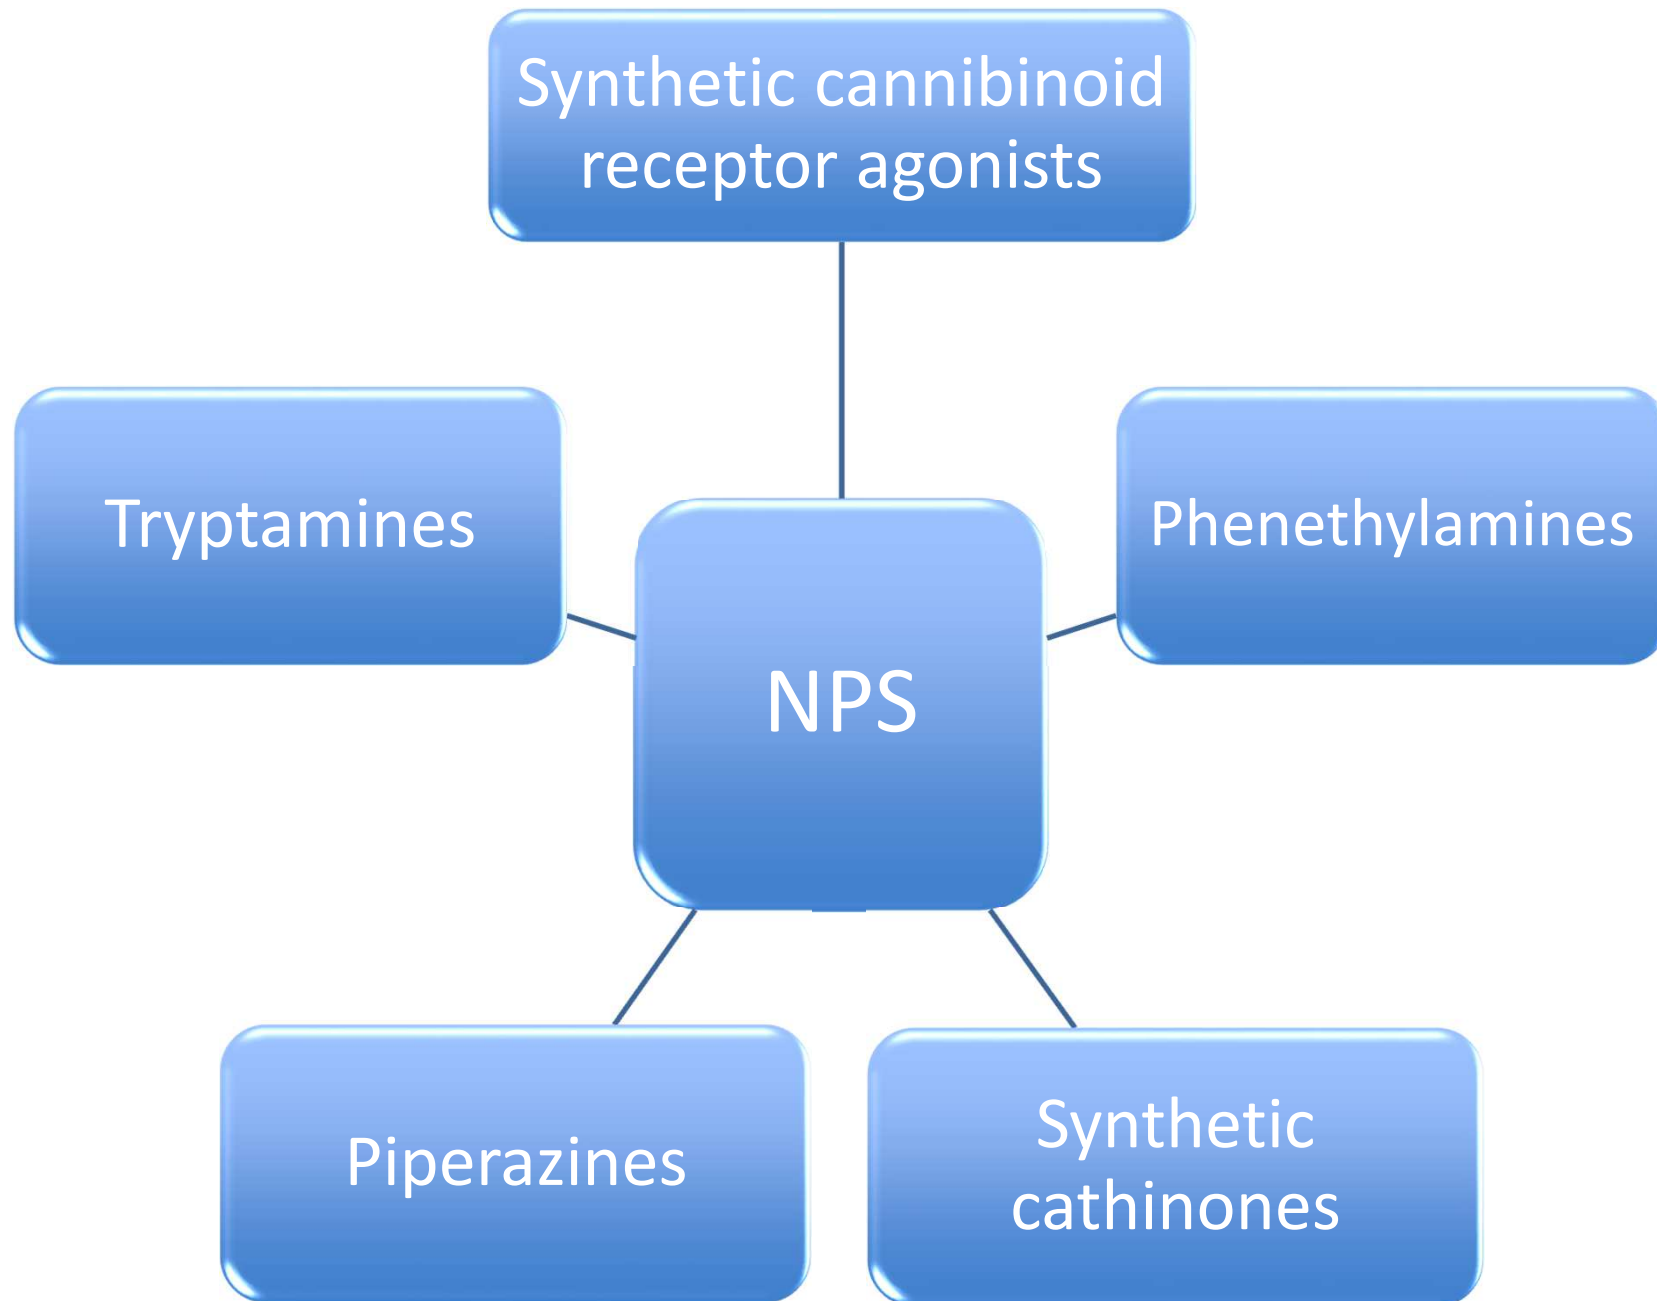 Synthetic cannibinoid
receptor agonists
Tryptamines
Phenethylamines
NPS
Piperazines
Synthetic
cathinones